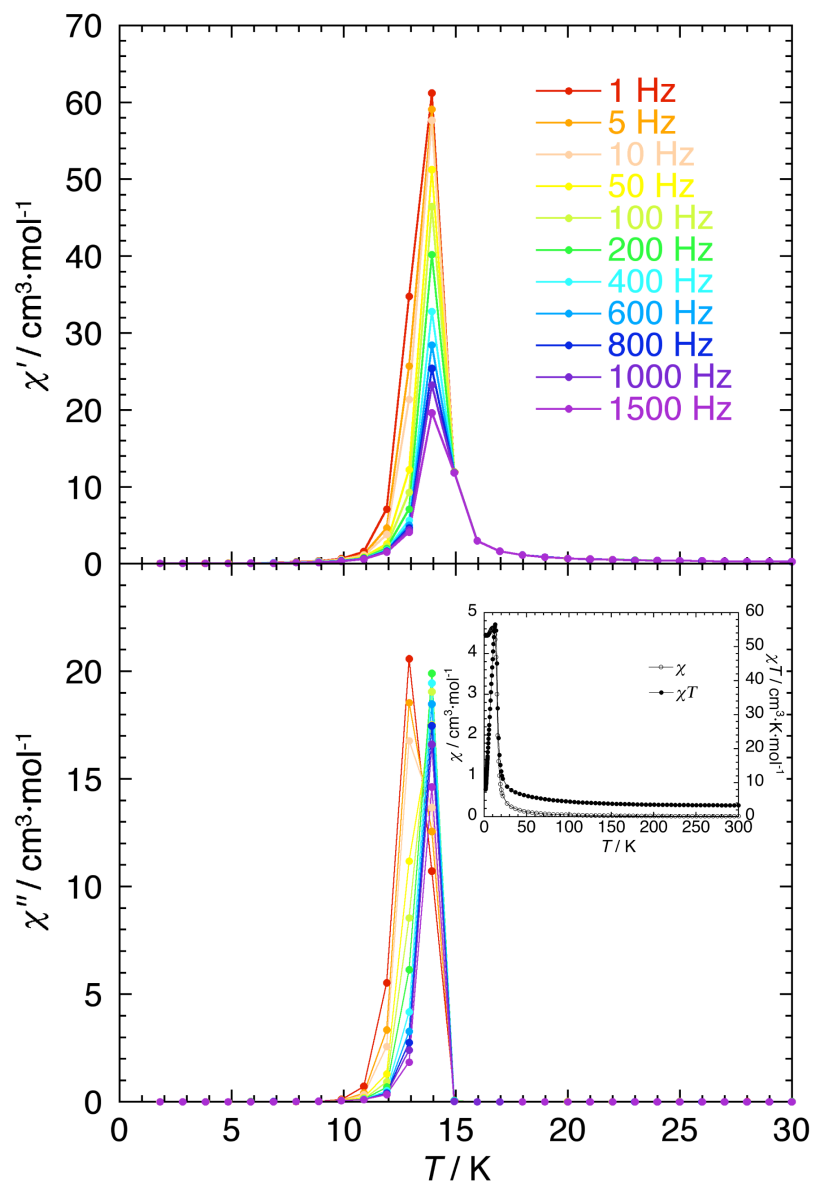 70
60
50
40
30
20
10
0
χ′ / cm³·mol⁻¹
1 Hz
5 Hz
10 Hz
50 Hz
100 Hz
200 Hz
400 Hz
600 Hz
800 Hz
1000 Hz
1500 Hz
20
15
10
5
0
χ″ / cm³·mol⁻¹
0 5 10 15 20 25 30
T / K
5
4
3
2
1
0
χ / cm³·mol⁻¹
χ
χT
60
50
40
30
20
10
0
χT / cm³·K·mol⁻¹
0 50 100 150 200 250 300
T / K